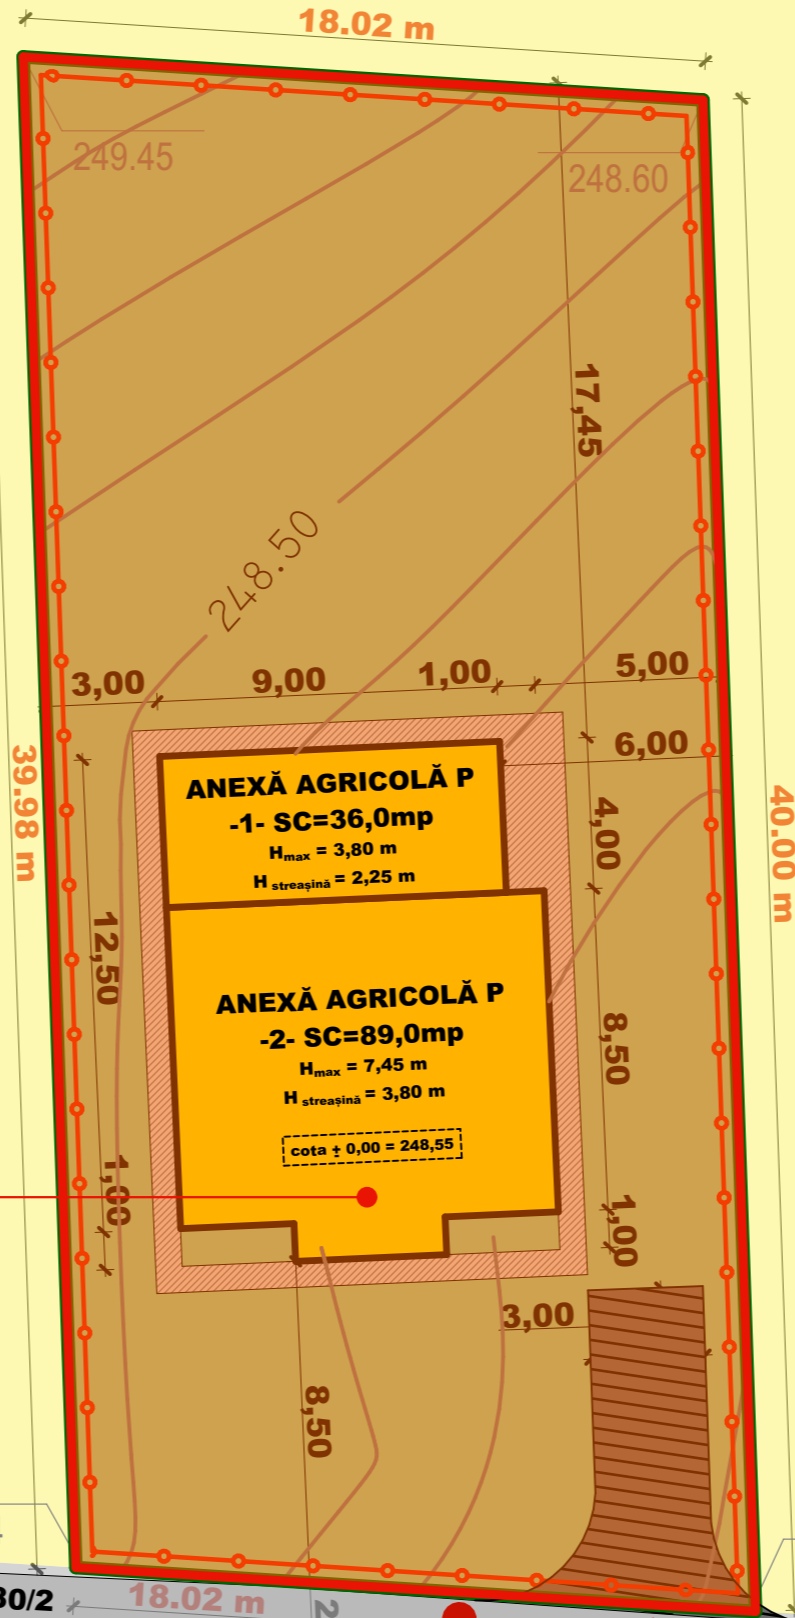 18.02 m
249.45
248.60
17,45
248.50
3,00
9,00
1,00
5,00
6,00
39.98 m
40.00 m
ANEXĂ AGRICOLĂ P
-1- SC=36,0mp
Hmax = 3,80 m
H streașină = 2,25 m
4,00
12,50
ANEXĂ AGRICOLĂ P
-2- SC=89,0mp
Hmax = 7,45 m
H streașină = 3,80 m
8,50
cota ± 0,00 = 248,55
1,00
1,00
3,00
8,50
30/2
18.02 m
2